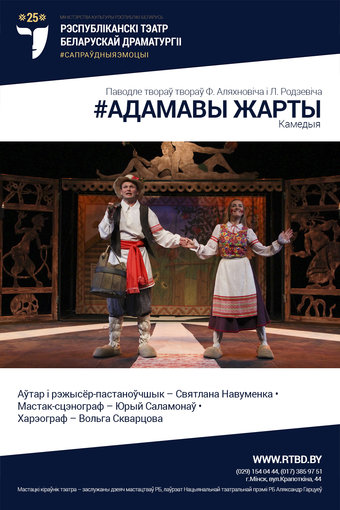 25
МІНІСТЭРСТВА КУЛЬТУРЫ РЭСПУБЛІКІ БЕЛАРУСЬ
РЭСПУБЛІКАНСКІ ТЭАТР
БЕЛАРУСКАЙ ДРАМАТУРГІІ
#САПРАЎДНЫЯЭМОЦЫІ
Паводле твораў твораў Ф. Аляхновіча і Л. Родзевіча
#АДАМАВЫ ЖАРТЫ
Камедыя
Аўтар і рэжысёр-пастаноўчшык – Святлана Навуменка •
Мастак-сцэнограф – Юрый Саламонаў •
Харэограф – Вольга Скварцова
WWW.RTBD.BY
(029) 154 04 44, (017) 385 97 51
г.Мінск, вул.Крапоткіна, 44
Мастацкі кіраўнік тэатра – заслужаны дзеяч мастацтваў РБ, лаўрэат Нацыянальнай тэатральнай прэміі РБ Аляксандр Гарцуеў